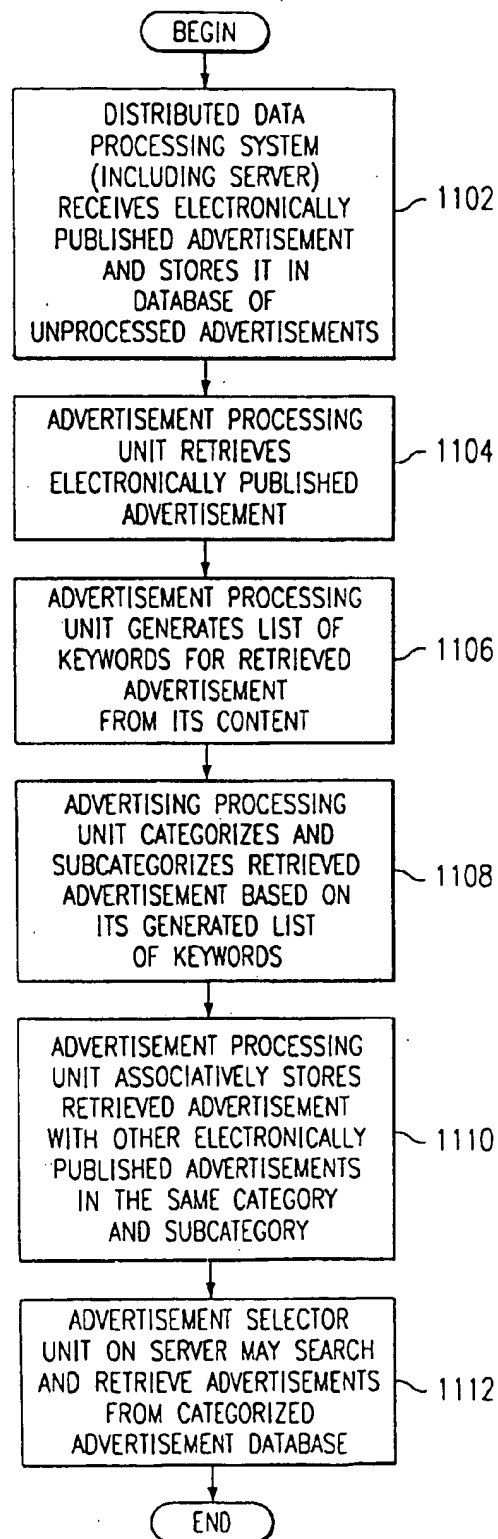 BEGIN
DISTRIBUTED DATA
PROCESSING SYSTEM
(INCLUDING SERVER)
RECEIVES ELECTRONICALLY
PUBLISHED ADVERTISEMENT
AND STORES IT IN
DATABASE OF
UNPROCESSED ADVERTISEMENTS
1102
ADVERTISEMENT PROCESSING
UNIT RETRIEVES
ELECTRONICALLY PUBLISHED
ADVERTISEMENT
1104
ADVERTISEMENT PROCESSING
UNIT GENERATES LIST OF
KEYWORDS FOR RETRIEVED
ADVERTISEMENT
FROM ITS CONTENT
1106
ADVERTISING PROCESSING
UNIT CATEGORIZES AND
SUBCATEGORIZES RETRIEVED
ADVERTISEMENT BASED ON
ITS GENERATED LIST
OF KEYWORDS
1108
ADVERTISEMENT PROCESSING
UNIT ASSOCIATIVELY STORES
RETRIEVED ADVERTISEMENT
WITH OTHER ELECTRONICALLY
PUBLISHED ADVERTISEMENTS
IN THE SAME CATEGORY
AND SUBCATEGORY
1110
ADVERTISEMENT SELECTOR
UNIT ON SERVER MAY SEARCH
AND RETRIEVE ADVERTISEMENTS
FROM CATEGORIZED
ADVERTISEMENT DATABASE
1112
END